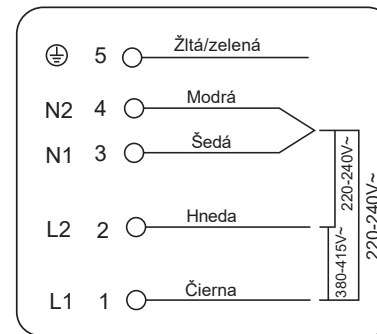 5 Žltá/zelená
N2 4 Modrá
N1 3 Šedá
L2 2 Hneda
L1 1 Čierna
220-240V~
380-415V~
220-240V~